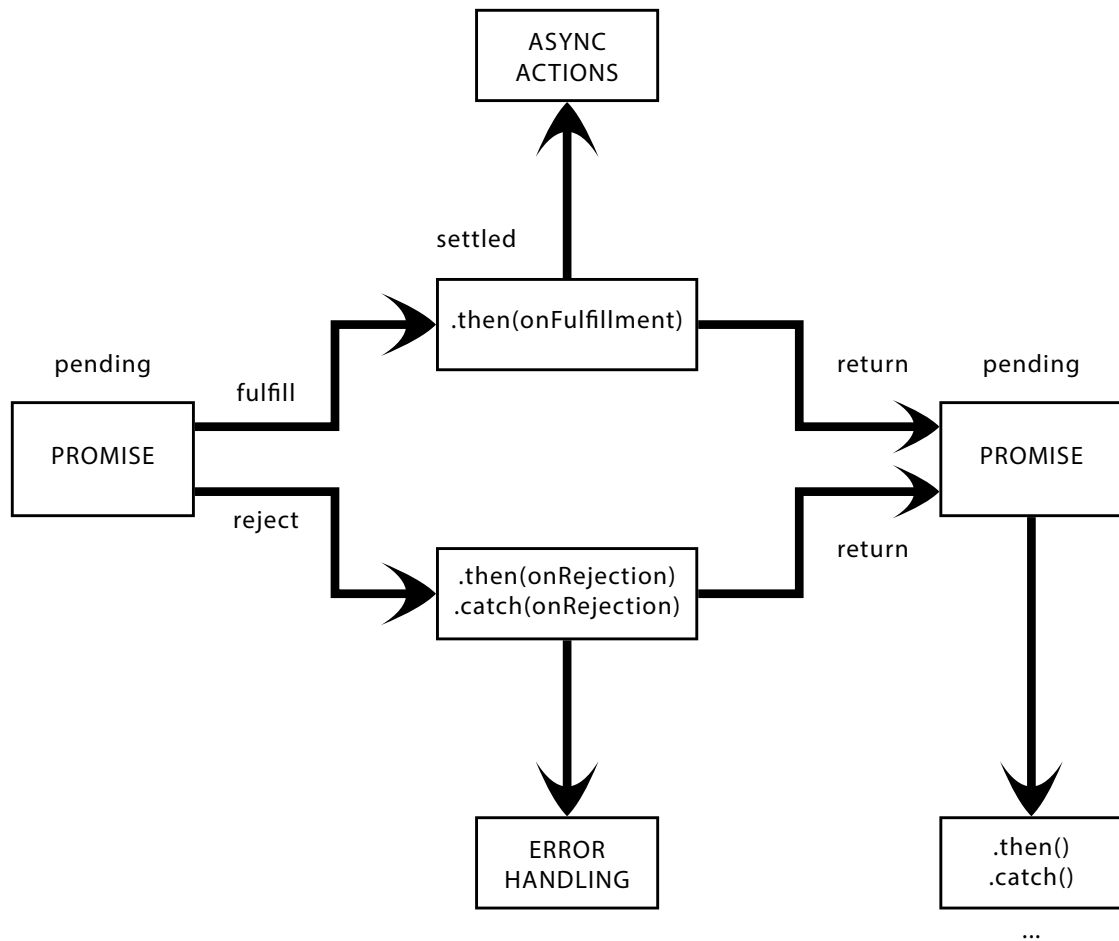 ASYNC
ACTIONS
settled
.then(onFulfillment)
pending
return
pending
fulfill
PROMISE
PROMISE
reject
return
.then(onRejection)
.catch(onRejection)
ERROR
HANDLING
.then()
.catch()
...